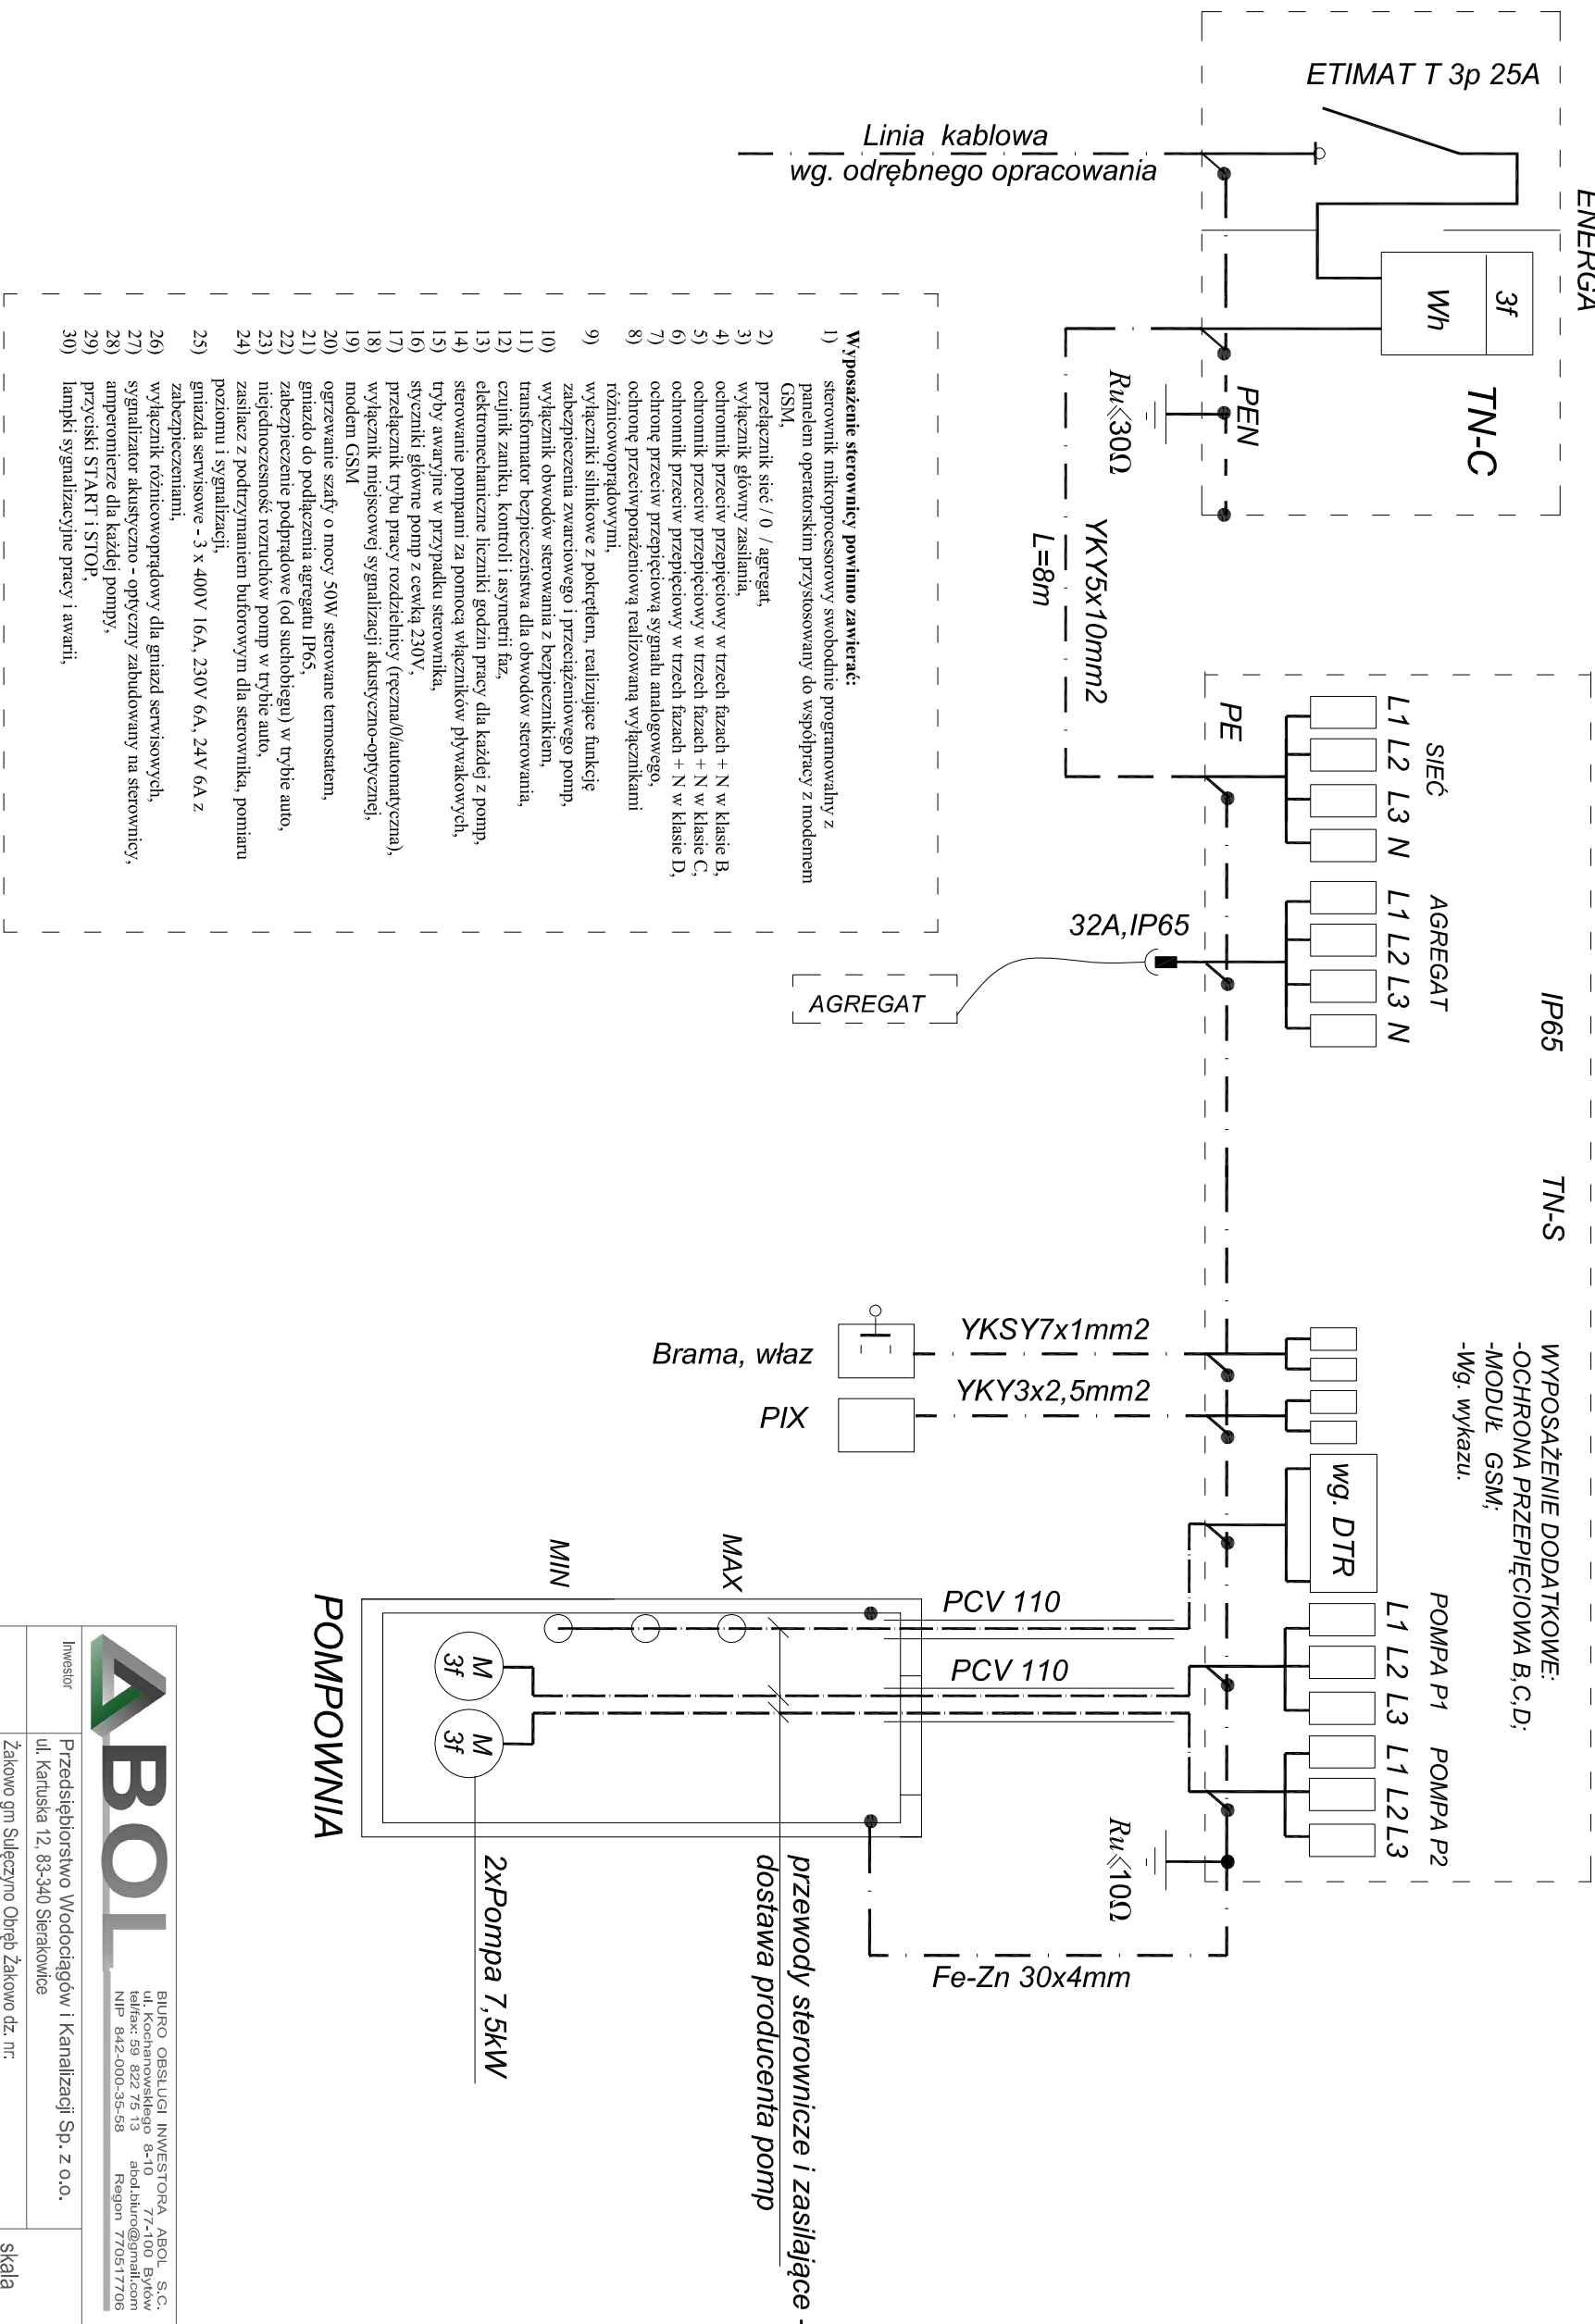 ENERGA
ETIMAT T 3p 25A
3f
Wh
TN-C
Linia kablowa
wg. odrębnego opracowania
PEN
Ru⩽30Ω
YKY5x10mm2
L=8m
PE
SIEĆ
L1 L2 L3 N
AGREGAT
L1 L2 L3 N
32A,IP65
AGREGAT
IP65
TN-S
WYPOSAŻENIE DODATKOWE:
-OCHRONA PRZEPIĘCIOWA B,C,D;
-MODUŁ GSM;
-Wg. wykazu.
YKSY7x1mm2
Brama, właz
YKY3x2,5mm2
PIX
wg. DTR
POMPA P1
L1 L2 L3
POMPA P2
L1 L2 L3
PCV 110
PCV 110
MAX
MIN
M
3f
M
3f
POMPOWNIA
Ru⩽10Ω
Fe-Zn 30x4mm
przewody sterownicze i zasilające -
dostawa producenta pomp
2xPompa 7,5kW
Wyposażenie sterownicy powinno zawierać:
1) sterownik mikroprocesorowy swobodnie programowalny z
panelem operatorskim przystosowany do współpracy z modemem
GSM,
2) przełącznik sieć / 0 / agregat,
3) wyłącznik główny zasilania,
4) ochronnik przeciw przepięciowy w trzech fazach + N w klasie B,
5) ochronnik przeciw przepięciowy w trzech fazach + N w klasie C,
6) ochronnik przeciw przepięciowy w trzech fazach + N w klasie D,
7) ochronę przeciw przepięciową sygnału analogowego,
8) ochronę przeciwporażeniową realizowaną wyłącznikami
różnicowoprądowymi,
9) wyłączniki silnikowe z pokrętłem, realizujące funkcję
zabezpieczenia zwarciowego i przeciążeniowego pomp,
10) wyłącznik obwodów sterowania z bezpiecznikiem,
11) transformator bezpieczeństwa dla obwodów sterowania,
12) czujnik zaniku, kontroli i asymetrii faz,
13) elektromechaniczne liczniki godzin pracy dla każdej z pomp,
14) sterowanie pompami za pomocą włączników pływakowych,
15) tryby awaryjne w przypadku sterownika,
16) styczniki główne pomp z cewką 230V,
17) przełącznik trybu pracy rozdzielnicy (ręczna/0/automatyczna),
18) wyłącznik miejscowej sygnalizacji akustyczno-optycznej,
19) modem GSM
20) ogrzewanie szafy o mocy 50W sterowane termostatem,
21) gniazdo do podłączenia agregatu IP65,
22) zabezpieczenie podprądowe (od suchobiegu) w trybie auto,
23) niejednoczesność rozruchów pomp w trybie auto,
24) zasilacz z podtrzymaniem buforowym dla sterownika, pomiaru
poziomu i sygnalizacji,
25) gniazda serwisowe - 3 x 400V 16A, 230V 6A, 24V 6A z
zabezpieczeniami,
26) wyłącznik różnicowoprądowy dla gniazd serwisowych,
27) sygnalizator akustyczno - optyczny zabudowany na sterownicy,
28) amperomierze dla każdej pompy,
29) przyciski START i STOP,
30) lampki sygnalizacyjne pracy i awarii,
ABOL
BIURO OBSŁUGI INWESTORA ABOL S.C.
ul. Kochanowskiego 8-10 77-100 Bytów
tel/fax: 59 822 75 13 abol.biuro@gmail.com
NIP 842-000-35-58 Regon 770517706
Inwestor
Przedsiębiorstwo Wodociągów i Kanalizacji Sp. z o.o.
ul. Kartuska 12, 83-340 Sierakowice
Żakowo gm Sulęczyno Obręb Żakowo dz. nr:
skala